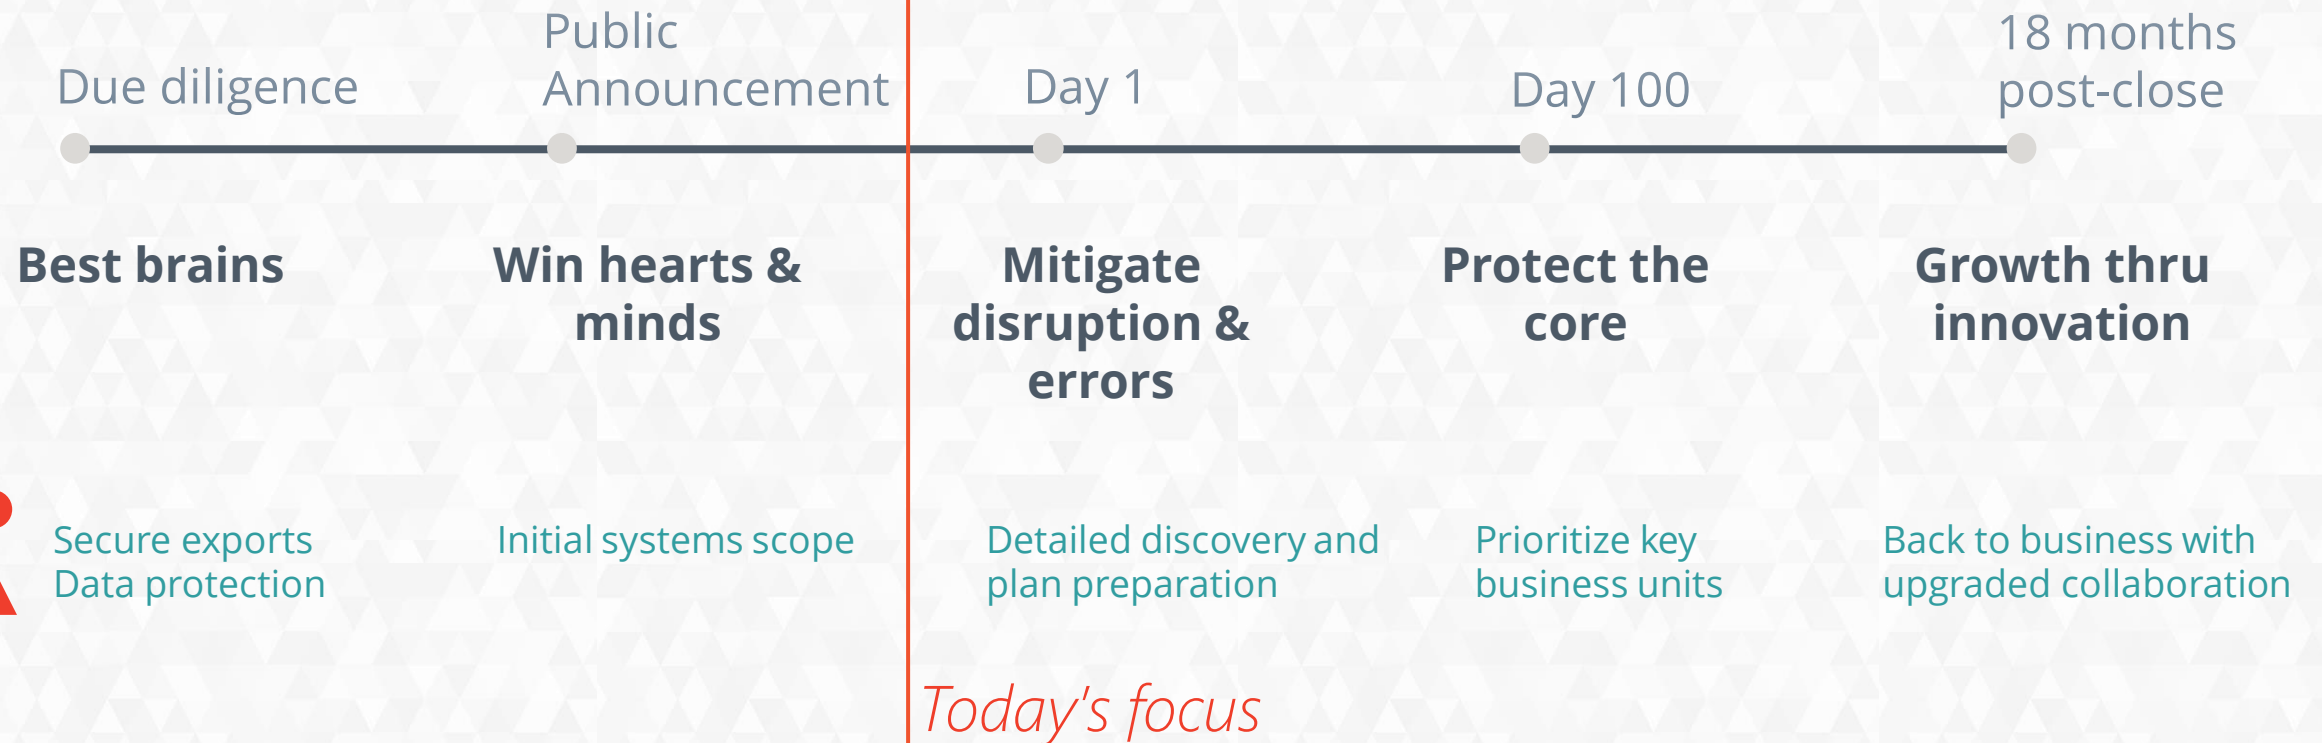 Due diligence
Public
Announcement
Day 1
Day 100
18 months
post-close
Best brains
Win hearts &
minds
Mitigate
disruption &
errors
Protect the
core
Growth thru
innovation
Secure exports
Data protection
Initial systems scope
Detailed discovery and
plan preparation
Prioritize key
business units
Back to business with
upgraded collaboration
Today's focus